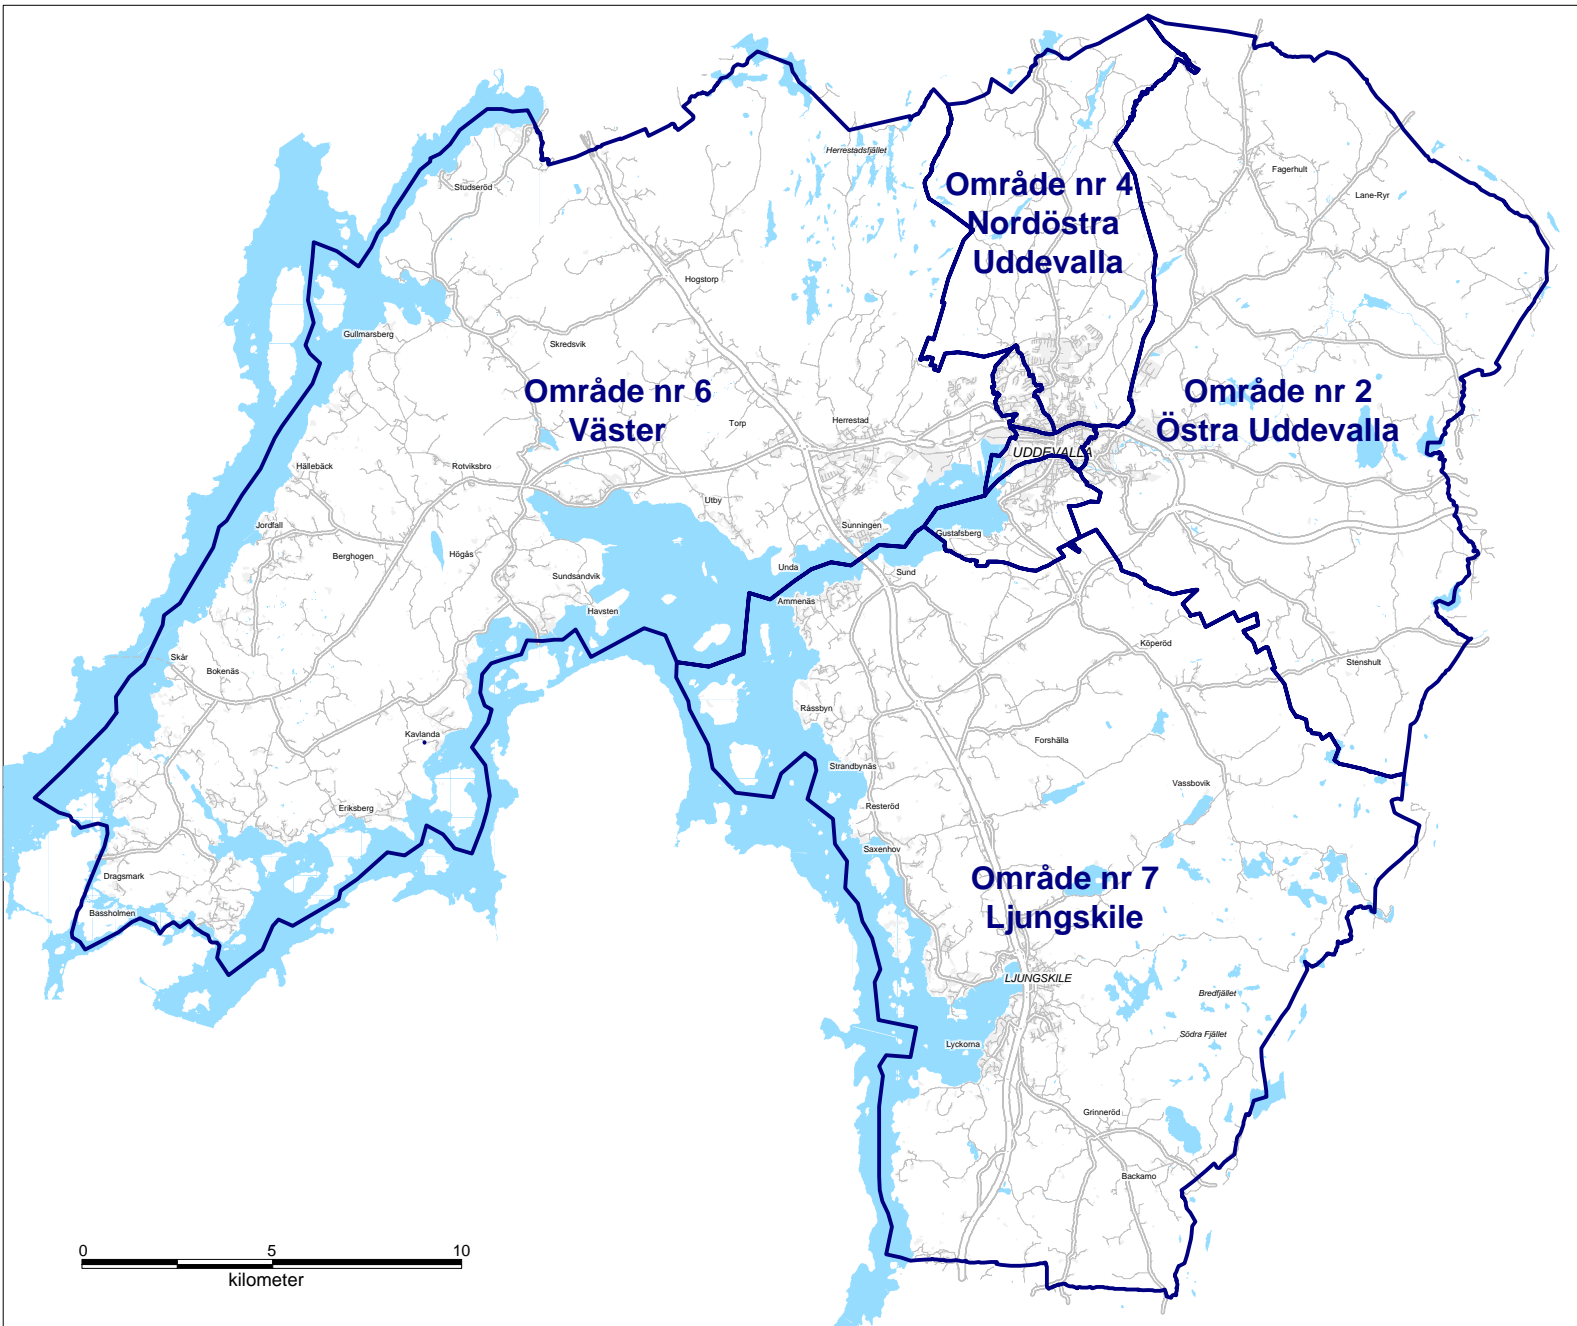 Herrestadsfjället
Fagerhult
Studseröd
Område nr 4
Nordöstra
Uddevalla
Lane-Ryr
Hogstorp
Gullmarsberg
Skredsvik
Område nr 6
Väster
Område nr 2
Östra Uddevalla
Torp
Herrestad
UDDEVALLA
Hällebäck
Rotviksbro
Utby
Jordfall
Sunningen
Gustafsberg
Berghogen
Högås
Unda
Sund
Sundsandvik
Havsten
Ammenäs
Köperöd
Skår
Bokenäs
Stenshult
Råssbyn
Kavlanda
Forshälla
Strandbynäs
Vassbovik
Eriksberg
Resteröd
Saxenhov
Dragsmark
Område nr 7
Ljungskile
Bassholmen
LJUNGSKILE
Bredfjället
Södra Fjället
Lyckorna
Grinneröd
Backamo
0 5 10
kilometer